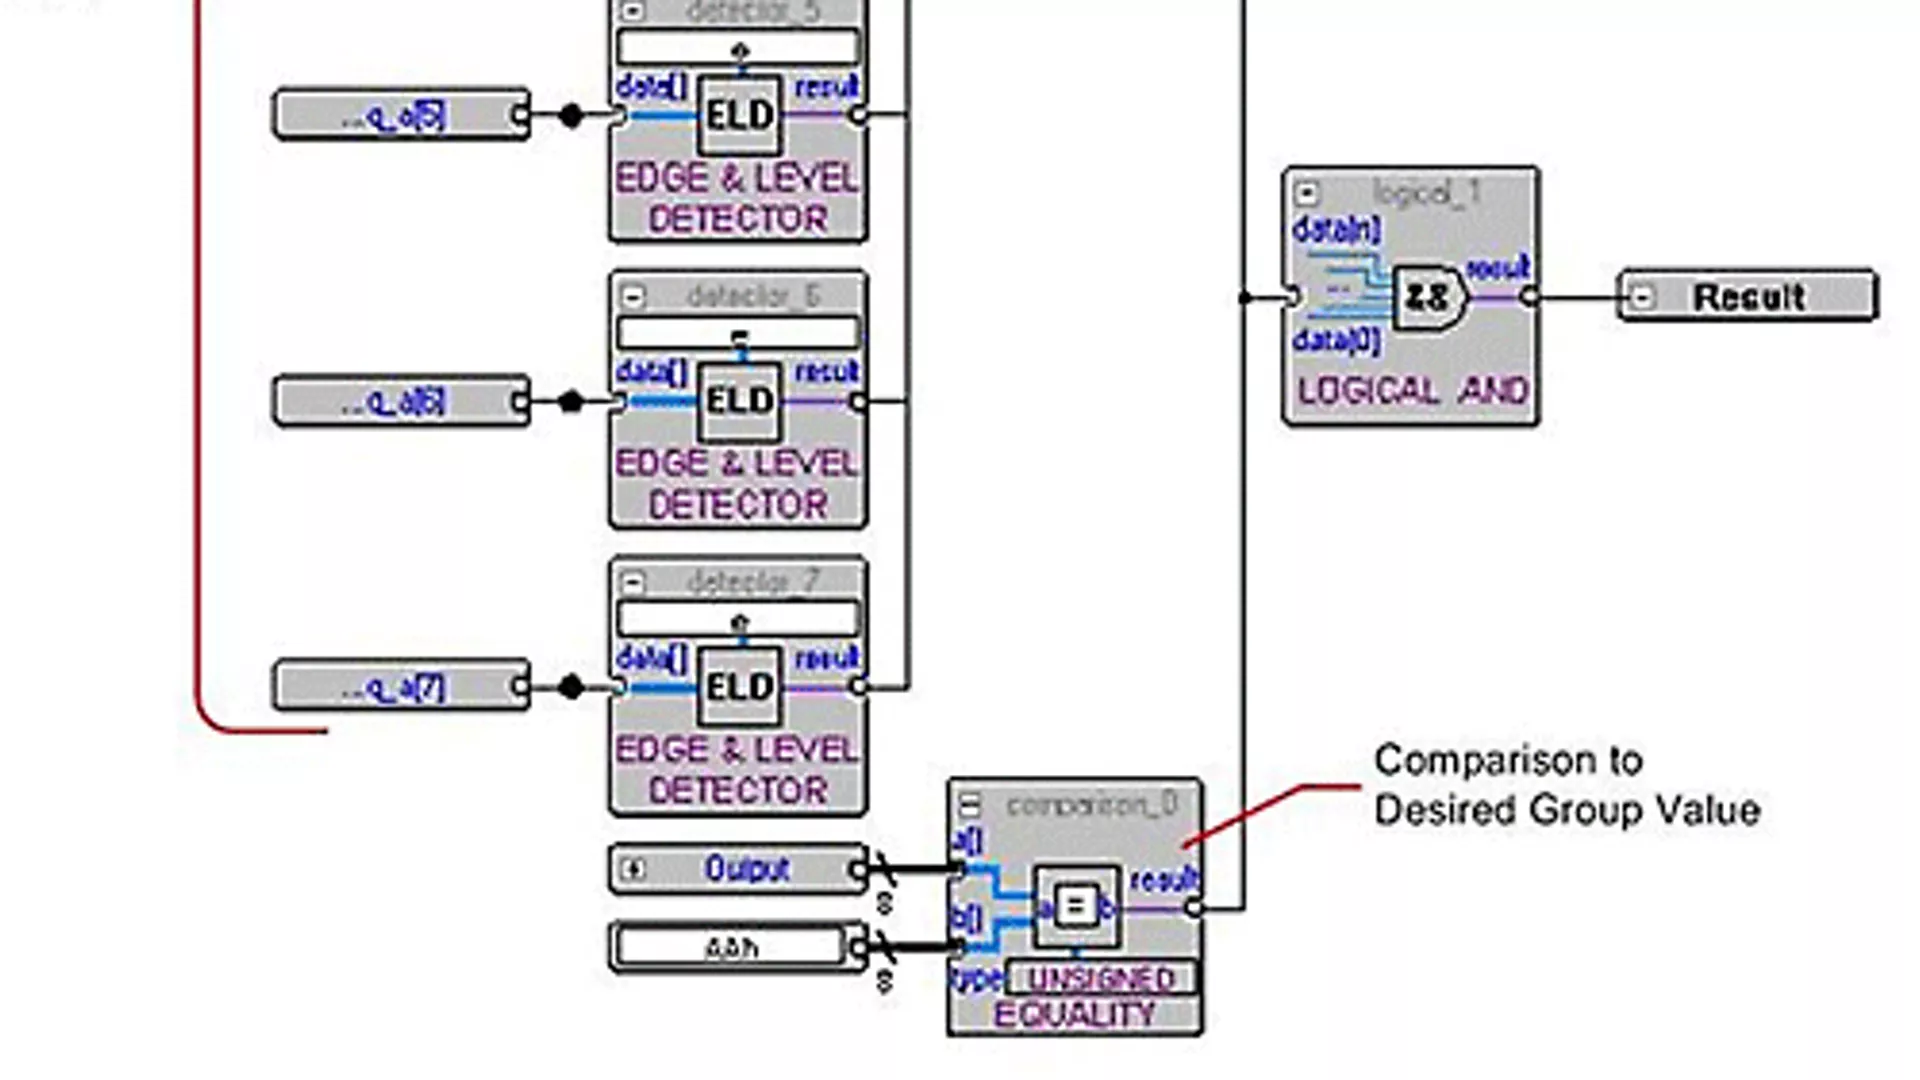 detector_5
data[] result
...q_a[5]
ELD
EDGE & LEVEL
DETECTOR
detector_6
data[] result
...q_a[6]
ELD
EDGE & LEVEL
DETECTOR
detector_7
data[] result
...q_a[7]
ELD
EDGE & LEVEL
DETECTOR
logical_1
data[n]
result
&&
data[0]
LOGICAL AND
Result
Comparison to
Desired Group Value
comparison_0
a[]
Output
8
result
a = b
b[]
AAh
8
type UNSIGNED
EQUALITY